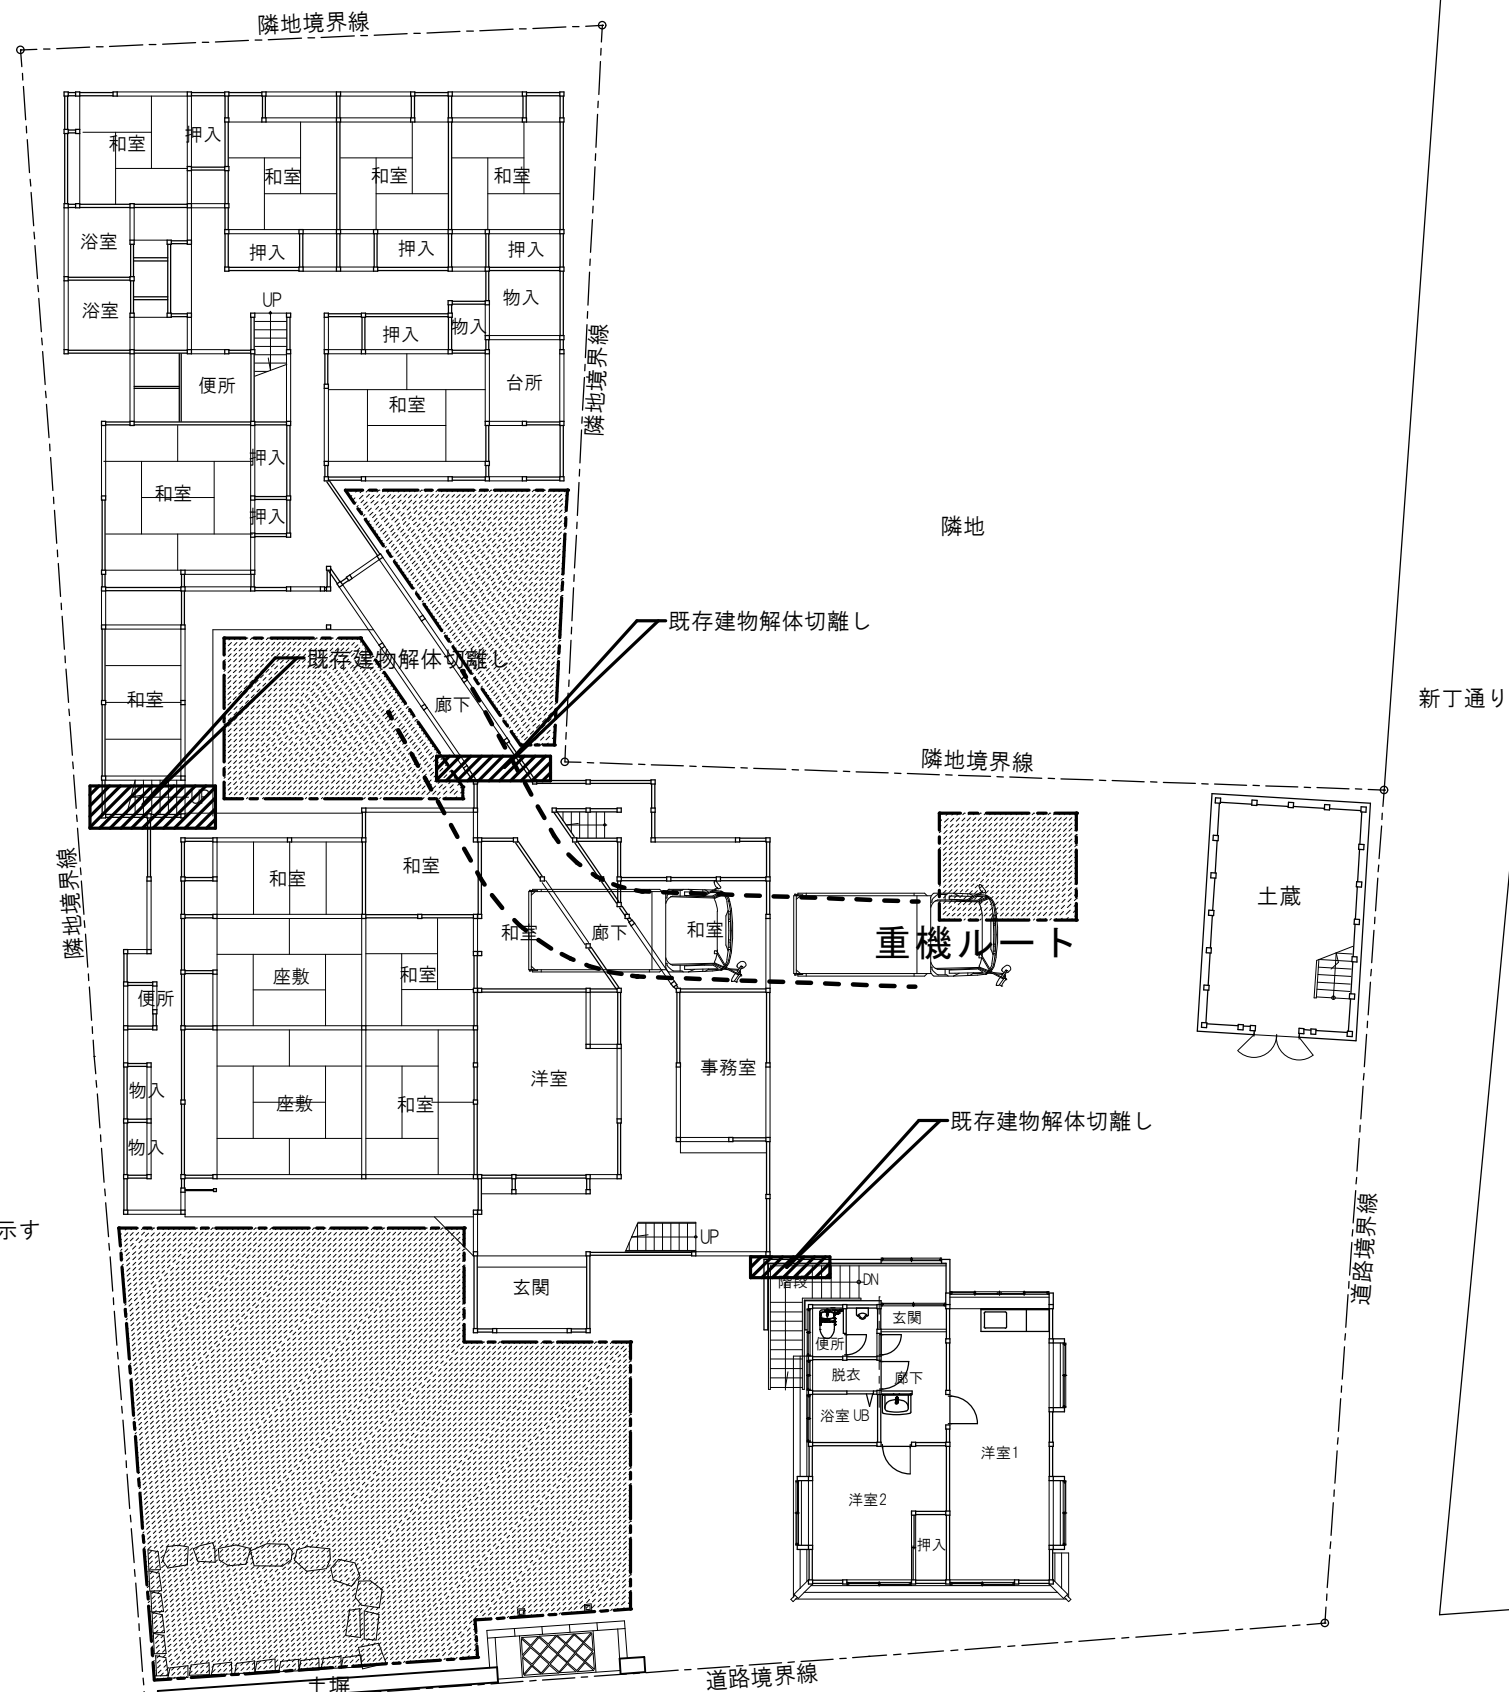 隣地境界線
和室
押入
和室
和室
和室
浴室
押入
押入
押入
浴室
UP
物入
押入
物入
隣地境界線
便所
台所
和室
押入
和室
押入
隣地
既存建物解体切離し
既存建物解体切離し
和室
廊下
新丁通り
隣地境界線
隣地境界線
和室
和室
土蔵
和室
廊下
和室
重機ルート
座敷
和室
便所
洋室
事務室
物入
座敷
和室
既存建物解体切離し
物入
示す
道路境界線
UP
階段
DN
玄関
玄関
便所
脱衣
廊下
浴室UB
洋室1
洋室2
押入
道路境界線
土塀